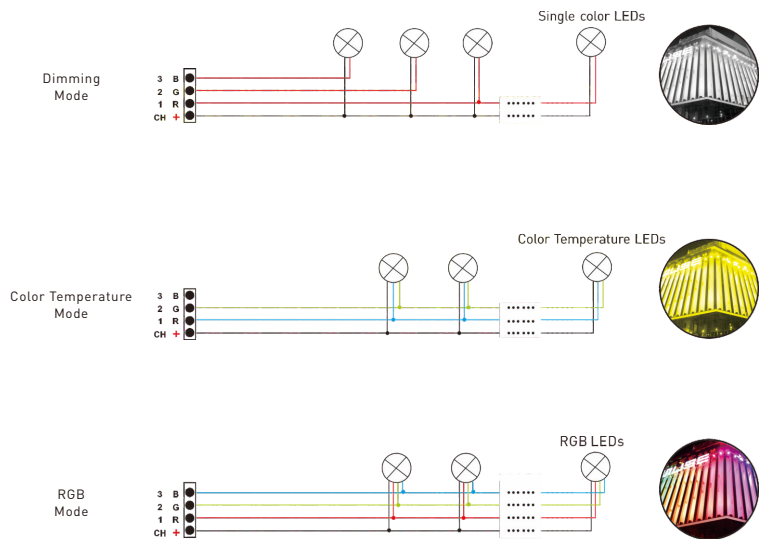 Single color LEDs
Dimming
Mode
3 B
2 G
1 R
CH +
Color Temperature LEDs
Color Temperature
Mode
3 B
2 G
1 R
CH +
RGB LEDs
RGB
Mode
3 B
2 G
1 R
CH +